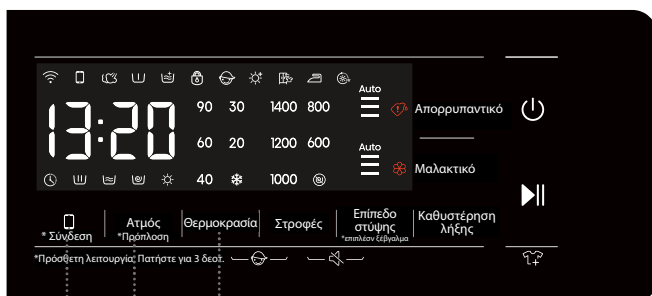 Auto
90 30 1400 800
Απορρυπαντικό
13:20
60 20 1200 600
Auto
Μαλακτικό
40 1000
Σύνδεση
* Σύνδεση
Ατμός
*Πρόπλυση
Θερμοκρασία
Στροφές
Επίπεδο
στύψης
*επιπλέον ξέβγαλμα
Καθυστέρηση
λήξης
*Πρόσθετη λειτουργία: Πατήστε για 3 δευτ.